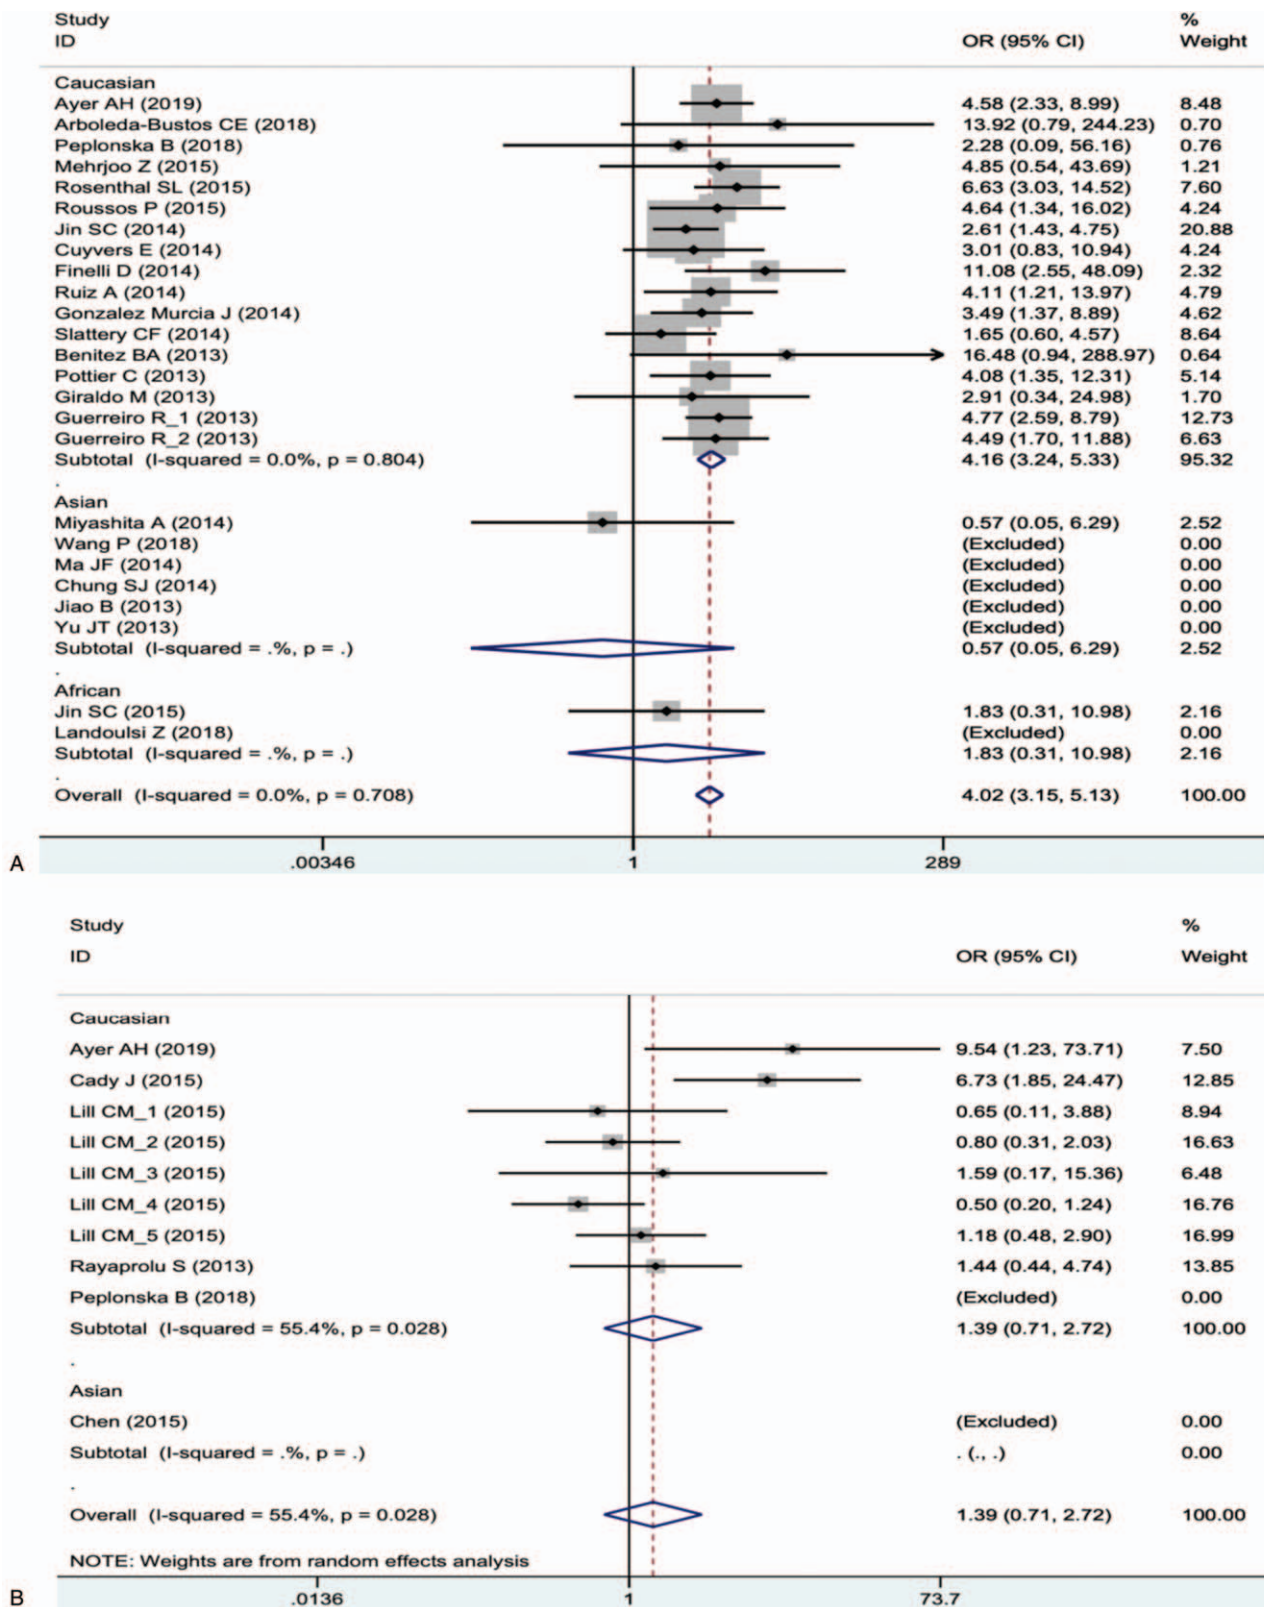 Study %
ID OR (95% CI) Weight
Caucasian
Ayer AH (2019) 4.58 (2.33, 8.99) 8.48
Arboleda-Bustos CE (2018) 13.92 (0.79, 244.23) 0.70
Peplonska B (2018) 2.28 (0.09, 56.16) 0.76
Mehrjoo Z (2015) 4.85 (0.54, 43.69) 1.21
Rosenthal SL (2015) 6.63 (3.03, 14.52) 7.60
Roussos P (2015) 4.64 (1.34, 16.02) 4.24
Jin SC (2014) 2.61 (1.43, 4.75) 20.88
Cuyvers E (2014) 3.01 (0.83, 10.94) 4.24
Finelli D (2014) 11.08 (2.55, 48.09) 2.32
Ruiz A (2014) 4.11 (1.21, 13.97) 4.79
Gonzalez Murcia J (2014) 3.49 (1.37, 8.89) 4.62
Slattery CF (2014) 1.65 (0.60, 4.57) 8.64
Benitez BA (2013) 16.48 (0.94, 288.97) 0.64
Pottier C (2013) 4.08 (1.35, 12.31) 5.14
Giraldo M (2013) 2.91 (0.34, 24.98) 1.70
Guerreiro R_1 (2013) 4.77 (2.59, 8.79) 12.73
Guerreiro R_2 (2013) 4.49 (1.70, 11.88) 6.63
Subtotal (I-squared = 0.0%, p = 0.804) 4.16 (3.24, 5.33) 95.32
.
Asian
Miyashita A (2014) 0.57 (0.05, 6.29) 2.52
Wang P (2018) (Excluded) 0.00
Ma JF (2014) (Excluded) 0.00
Chung SJ (2014) (Excluded) 0.00
Jiao B (2013) (Excluded) 0.00
Yu JT (2013) (Excluded) 0.00
Subtotal (I-squared = .%, p = .) 0.57 (0.05, 6.29) 2.52
.
African
Jin SC (2015) 1.83 (0.31, 10.98) 2.16
Landoulsi Z (2018) (Excluded) 0.00
Subtotal (I-squared = .%, p = .) 1.83 (0.31, 10.98) 2.16
.
Overall (I-squared = 0.0%, p = 0.708) 4.02 (3.15, 5.13) 100.00
A .00346 1 289
Study %
ID OR (95% CI) Weight
Caucasian
Ayer AH (2019) 9.54 (1.23, 73.71) 7.50
Cady J (2015) 6.73 (1.85, 24.47) 12.85
Lill CM_1 (2015) 0.65 (0.11, 3.88) 8.94
Lill CM_2 (2015) 0.80 (0.31, 2.03) 16.63
Lill CM_3 (2015) 1.59 (0.17, 15.36) 6.48
Lill CM_4 (2015) 0.50 (0.20, 1.24) 16.76
Lill CM_5 (2015) 1.18 (0.48, 2.90) 16.99
Rayaprolu S (2013) 1.44 (0.44, 4.74) 13.85
Peplonska B (2018) (Excluded) 0.00
Subtotal (I-squared = 55.4%, p = 0.028) 1.39 (0.71, 2.72) 100.00
.
Asian
Chen (2015) (Excluded) 0.00
Subtotal (I-squared = .%, p = .) . (., .) 0.00
.
Overall (I-squared = 55.4%, p = 0.028) 1.39 (0.71, 2.72) 100.00
NOTE: Weights are from random effects analysis
B .0136 1 73.7